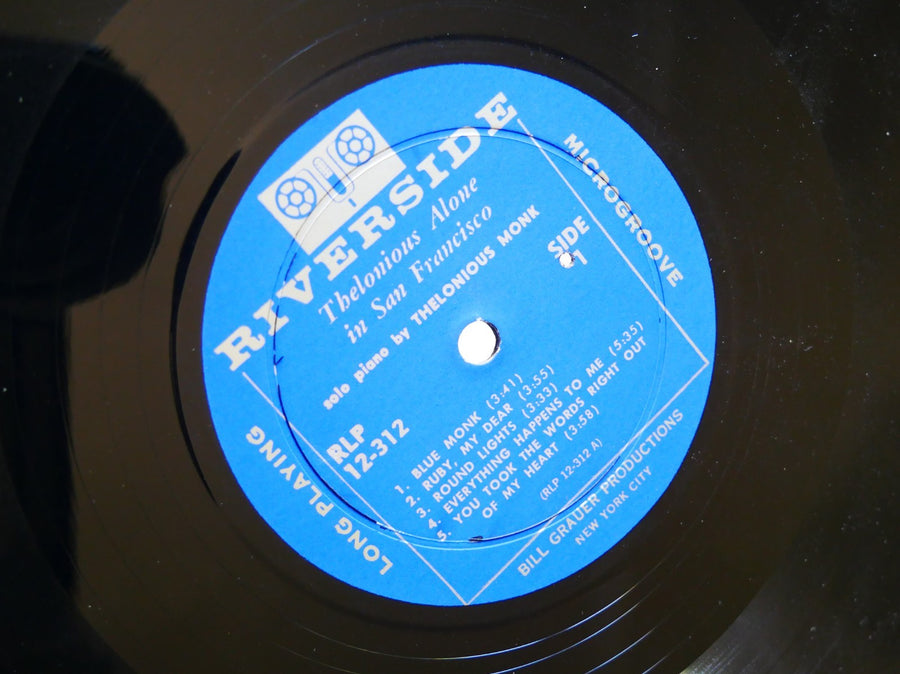 RIVERSIDE
Thelonious Alone
in San Francisco
solo piano by THELONIOUS MONK
SIDE
1
MICROGROOVE
RLP
12-312
LONG PLAYING
1. BLUE MONK (3:41)
2. RUBY, MY DEAR (3:55)
3. ROUND LIGHTS (3:33)
4. EVERYTHING HAPPENS TO ME (5:35)
5. YOU TOOK THE WORDS RIGHT OUT
OF MY HEART (3:58)
(RLP 12-312 A)
BILL GRAUER PRODUCTIONS
NEW YORK CITY